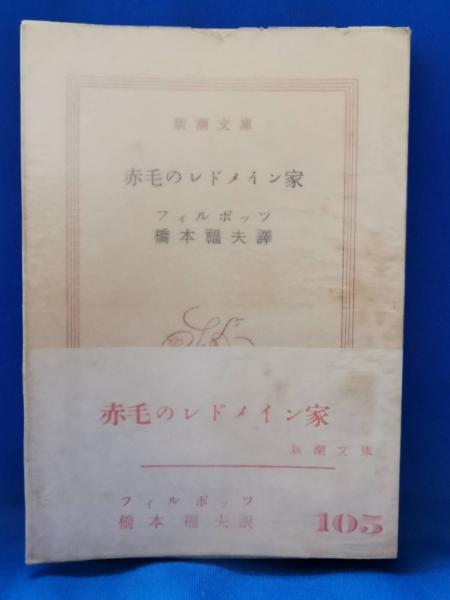 新潮文庫
赤毛のレドメイン家
フィルポッツ
橋本福夫譯
赤毛のレドメイン家
新潮文庫
フィルポッツ
橋本福夫訳
105